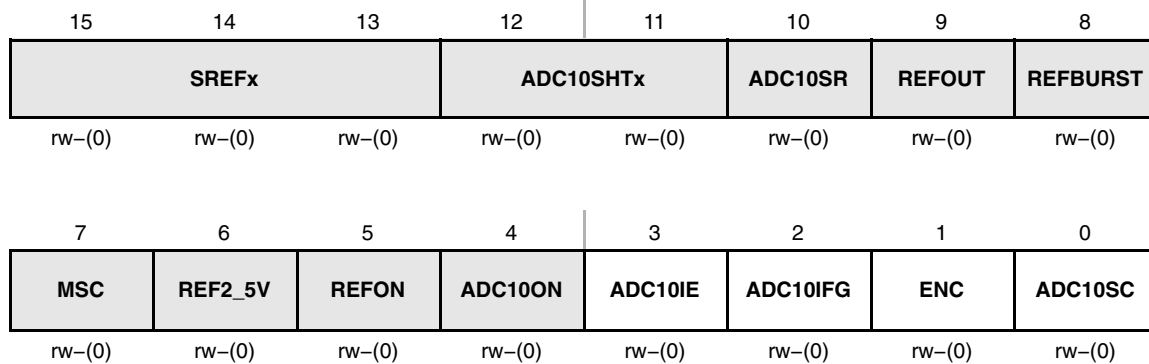 15 14 13 12 11 10 9 8
SREFx ADC10SHTx ADC10SR REFOUT REFBURST
rw−(0) rw−(0) rw−(0) rw−(0) rw−(0) rw−(0) rw−(0) rw−(0)
7 6 5 4 3 2 1 0
MSC REF2_5V REFON ADC10ON ADC10IE ADC10IFG ENC ADC10SC
rw−(0) rw−(0) rw−(0) rw−(0) rw−(0) rw−(0) rw−(0) rw−(0)